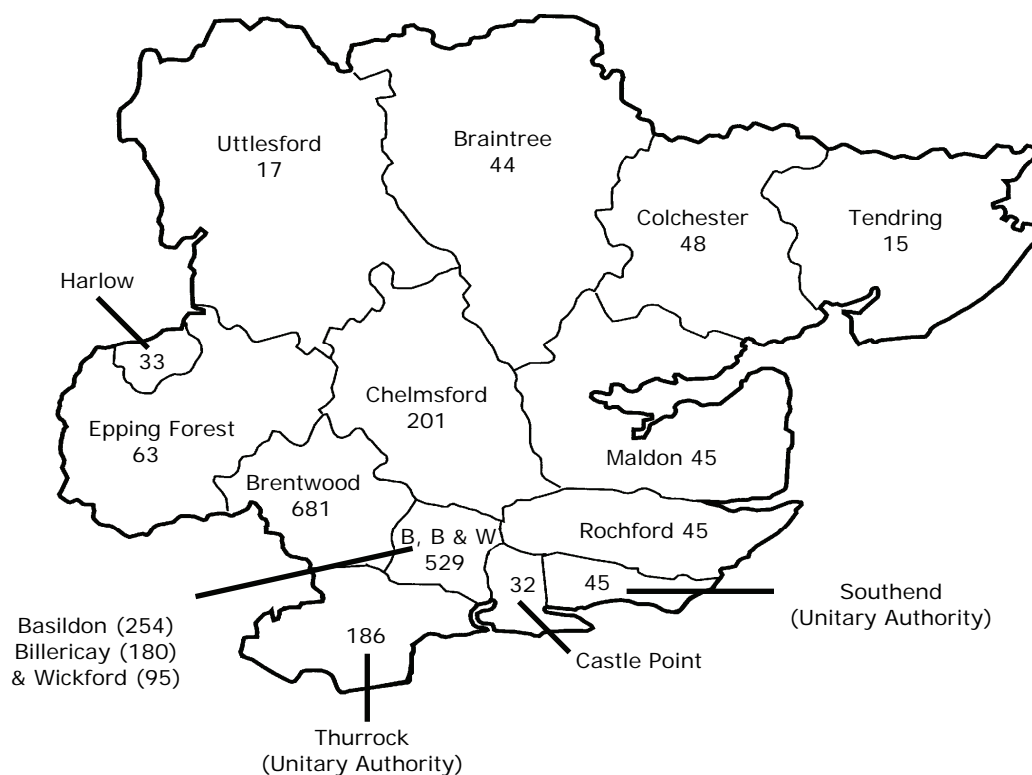 Uttlesford
17
Braintree
44
Colchester
48
Tendring
15
Harlow
33
Epping Forest
63
Chelmsford
201
Maldon 45
Brentwood
681
B, B & W
529
Rochford 45
32
45
Basildon (254)
Billericay (180)
& Wickford (95)
186
Southend
(Unitary Authority)
Castle Point
Thurrock
(Unitary Authority)